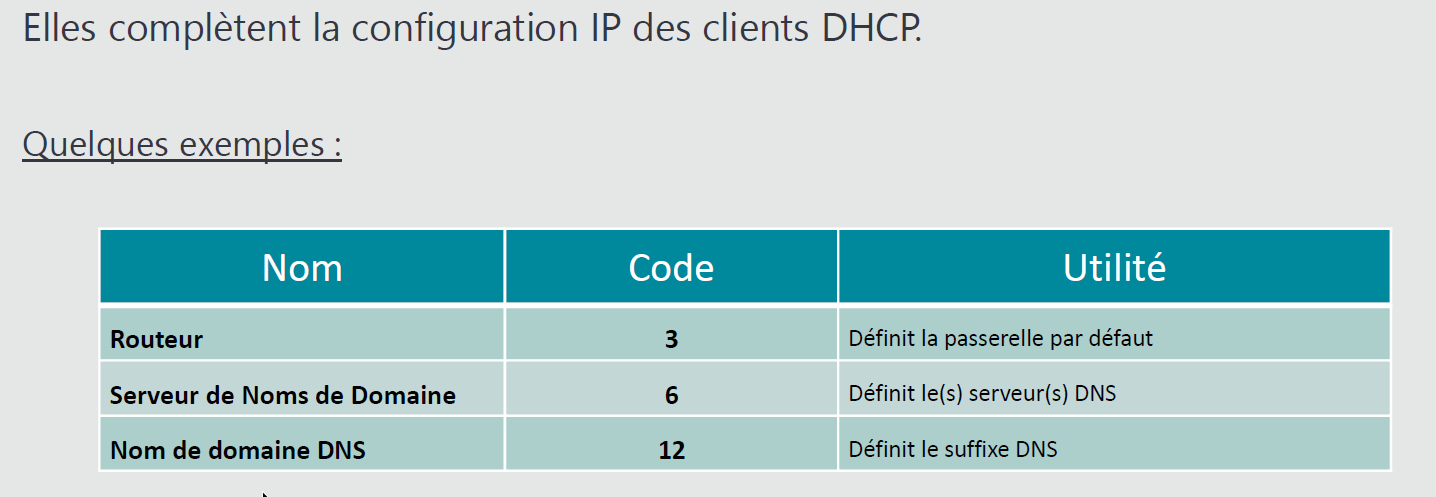 Elles complètent la configuration IP des clients DHCP.
Quelques exemples :
Nom Code Utilité
Routeur 3 Définit la passerelle par défaut
Serveur de Noms de Domaine 6 Définit le(s) serveur(s) DNS
Nom de domaine DNS 12 Définit le suffixe DNS